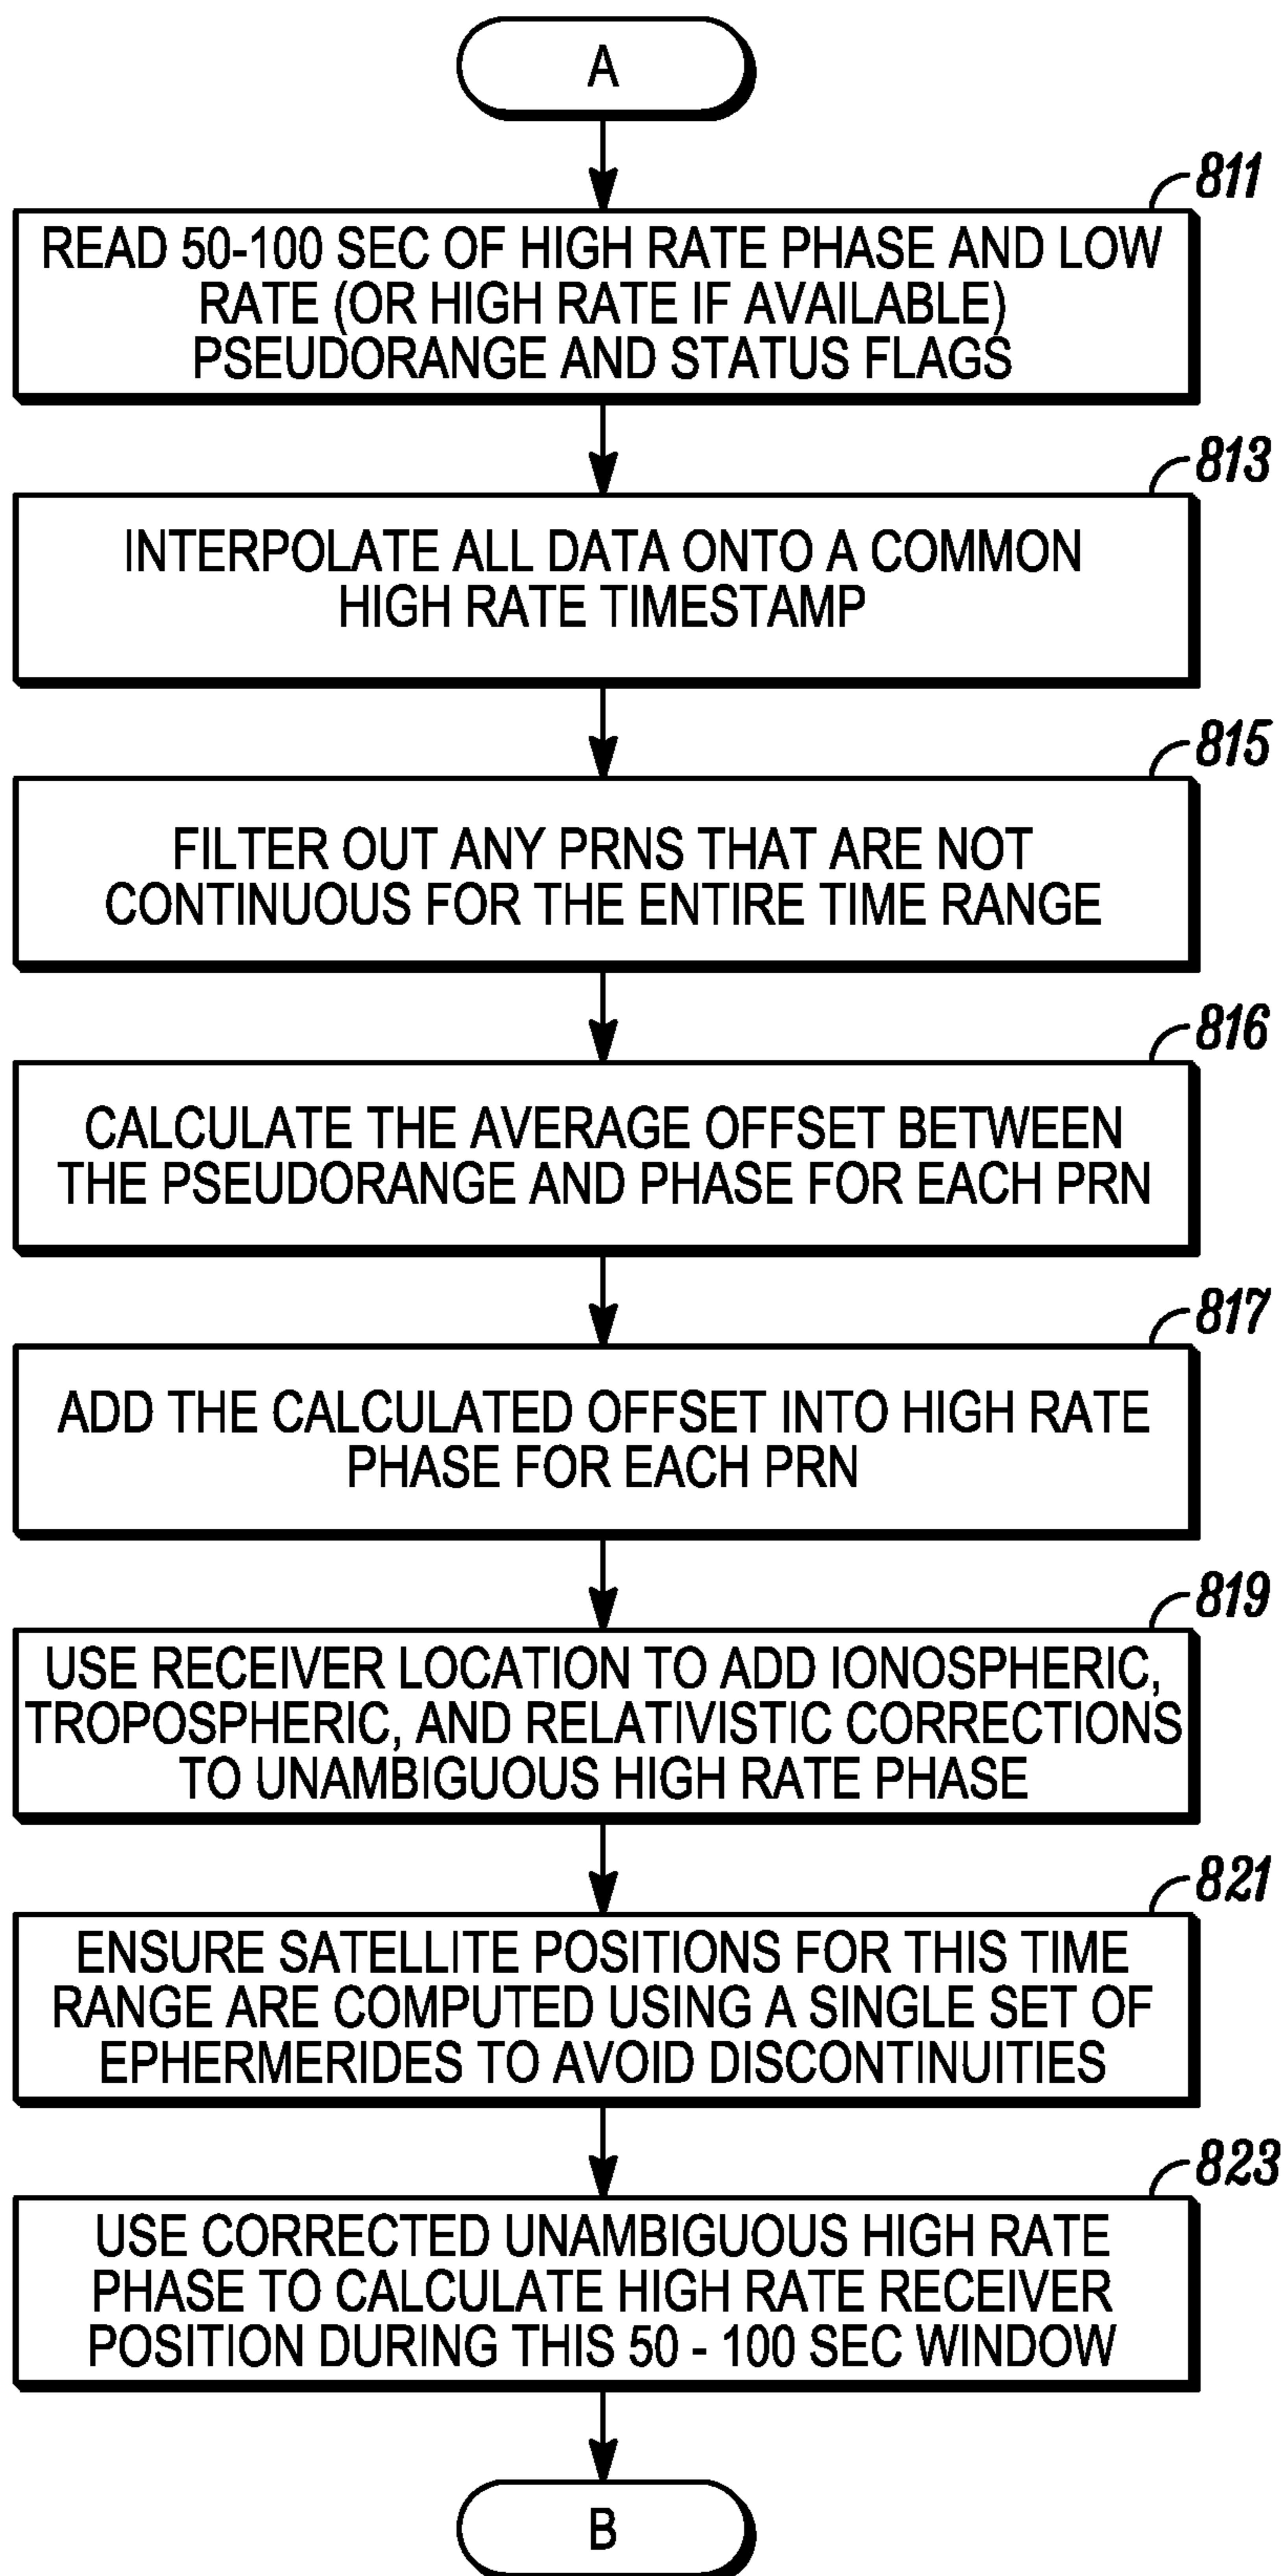 A
811
READ 50-100 SEC OF HIGH RATE PHASE AND LOW
RATE (OR HIGH RATE IF AVAILABLE)
PSEUDORANGE AND STATUS FLAGS
813
INTERPOLATE ALL DATA ONTO A COMMON
HIGH RATE TIMESTAMP
815
FILTER OUT ANY PRNS THAT ARE NOT
CONTINUOUS FOR THE ENTIRE TIME RANGE
816
CALCULATE THE AVERAGE OFFSET BETWEEN
THE PSEUDORANGE AND PHASE FOR EACH PRN
817
ADD THE CALCULATED OFFSET INTO HIGH RATE
PHASE FOR EACH PRN
819
USE RECEIVER LOCATION TO ADD IONOSPHERIC,
TROPOSPHERIC, AND RELATIVISTIC CORRECTIONS
TO UNAMBIGUOUS HIGH RATE PHASE
821
ENSURE SATELLITE POSITIONS FOR THIS TIME
RANGE ARE COMPUTED USING A SINGLE SET OF
EPHERMERIDES TO AVOID DISCONTINUITIES
823
USE CORRECTED UNAMBIGUOUS HIGH RATE
PHASE TO CALCULATE HIGH RATE RECEIVER
POSITION DURING THIS 50 - 100 SEC WINDOW
B